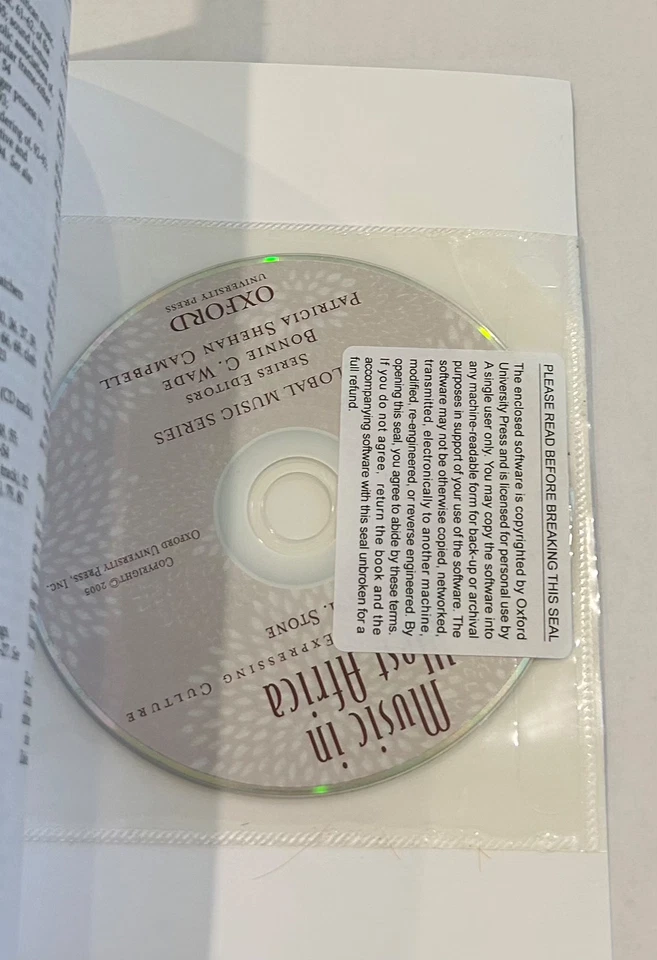 PLEASE READ BEFORE BREAKING THIS SEAL
The enclosed software is copyrighted by Oxford
University Press and is licensed for personal use by
A single user only. You may copy the software into
any machine-readable form for back-up or archival
purposes in support of your use of the software. The
software may not be otherwise copied, networked,
transmitted, electronically to another machine,
modified, re-engineered, or reverse engineered. By
opening this seal, you agree to abide by these terms.
If you do not agree, return the book and the
accompanying software with this seal unbroken for a
full refund.
Music in
West Africa
EXPRESSING CULTURE
. STONE
COPYRIGHT © 2005
OXFORD UNIVERSITY PRESS, INC.
LOBAL MUSIC SERIES
SERIES EDITORS
BONNIE C. WADE
PATRICIA SHEHAN CAMPBELL
OXFORD
UNIVERSITY PRESS